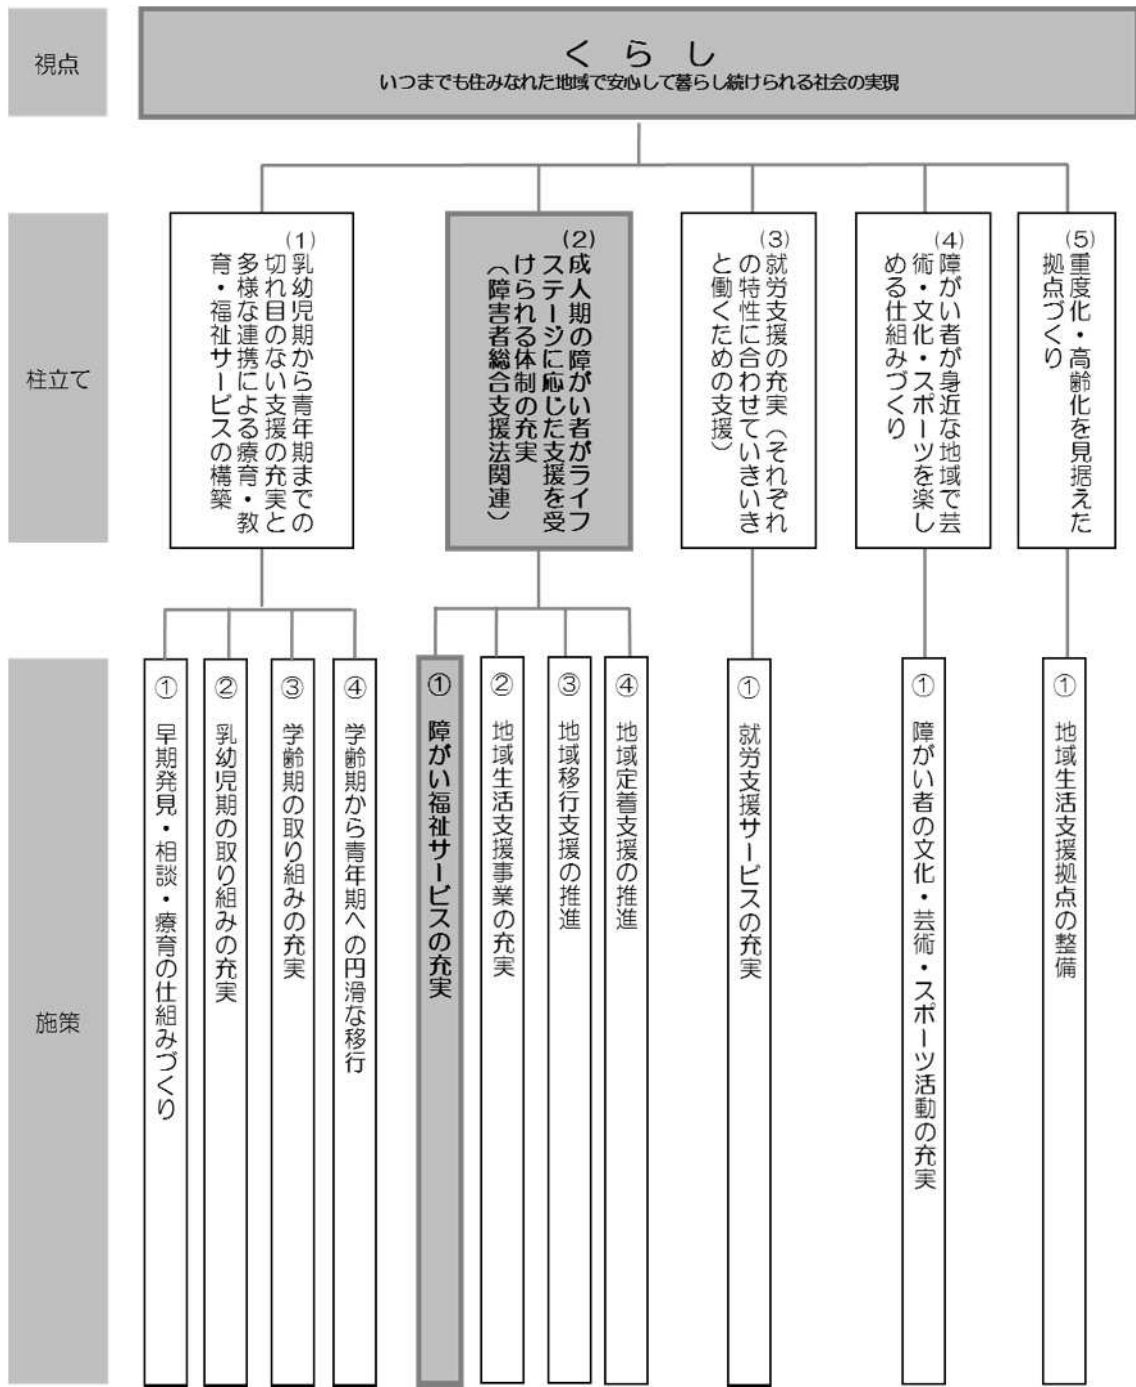 視点
くらし
いつまでも住みなれた地域で安心して暮らし続けられる社会の実現
柱立て
(1)乳幼児期から青年期までの
切れ目のない支援の充実と
多様な連携による療育・教
育・福祉サービスの構築
(2)成人期の障がい者がライフ
ステージに応じた支援を受
けられる体制の充実
（障害者総合支援法関連）
(3)就労支援の充実（それぞれ
の特性に合わせていきいき
と働くための支援）
(4)障がい者が身近な地域で芸
術・文化・スポーツを楽し
める仕組みづくり
(5)重度化・高齢化を見据えた
拠点づくり
施策
① 早期発見・相談・療育の仕組みづくり
② 乳幼児期の取り組みの充実
③ 学齢期の取り組みの充実
④ 学齢期から青年期への円滑な移行
① 障がい福祉サービスの充実
② 地域生活支援事業の充実
③ 地域移行支援の推進
④ 地域定着支援の推進
① 就労支援サービスの充実
① 障がい者の文化・芸術・スポーツ活動の充実
① 地域生活支援拠点の整備